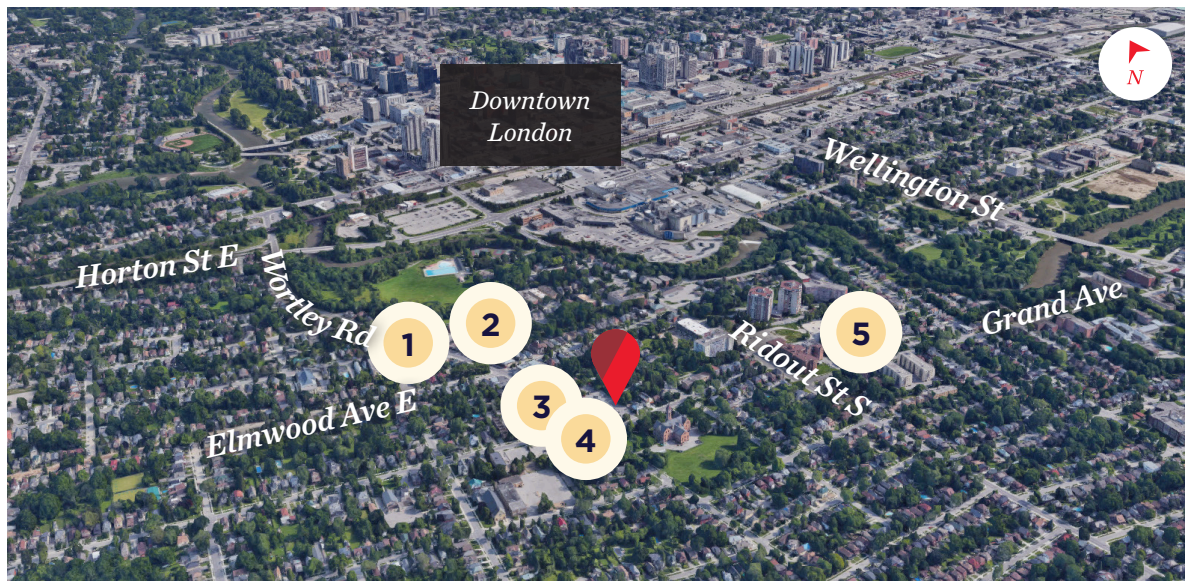 N
Downtown
London
Wellington St
Horton St E
Wortley Rd
Grand Ave
1
2
5
Ridout St S
3
Elmwood Ave E
4